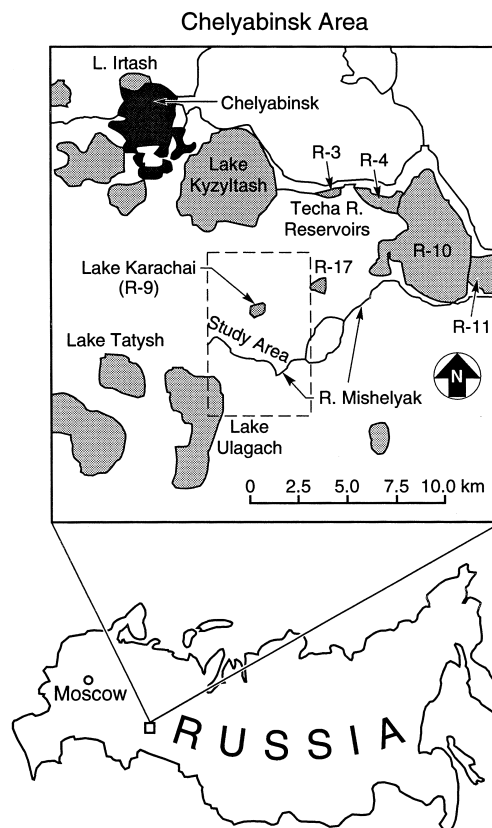 Chelyabinsk Area
L. Irtash
Chelyabinsk
Lake
Kyzyltash
R-3
R-4
Techa R.
Reservoirs
R-10
Lake Karachai
(R-9)
R-17
R-11
Study Area
Lake Tatysh
N
R. Mishelyak
Lake
Ulagach
0 2.5 5.0 7.5 10.0 km
Moscow
RUSSIA